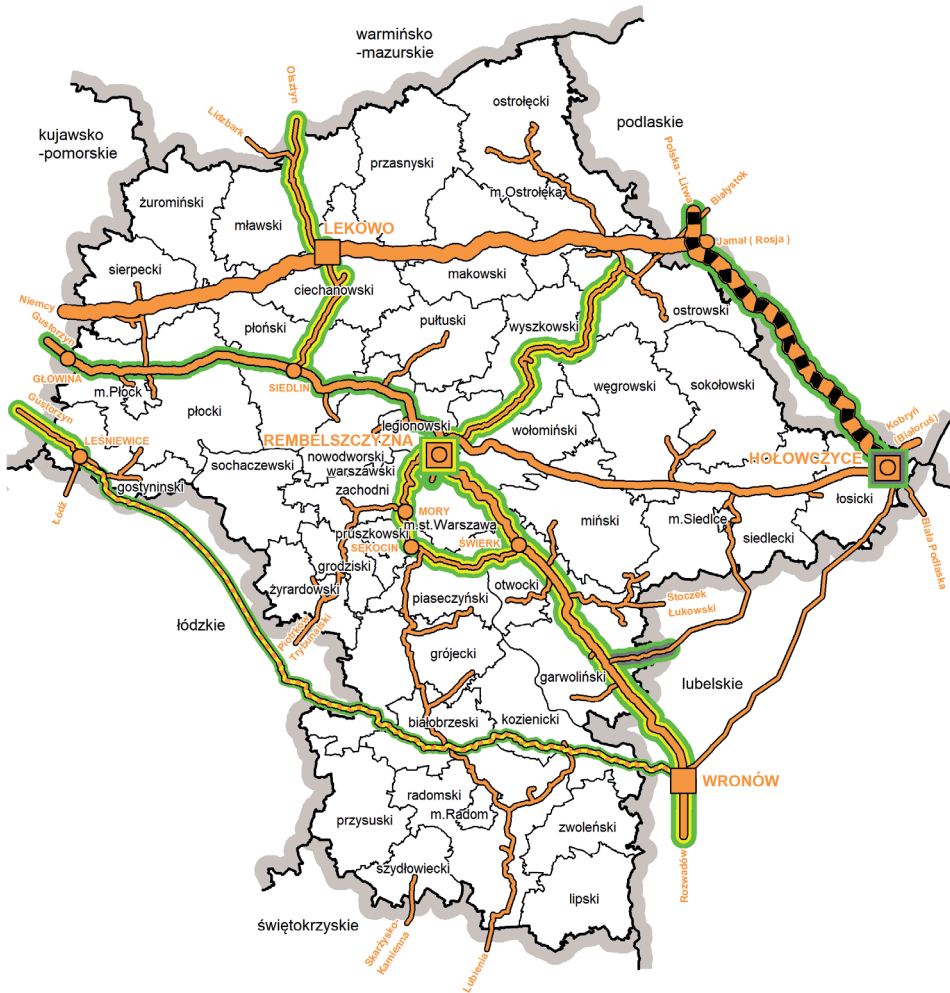 warmińsko
-mazurskie
Olsztyn
Lidzbark
kujawsko
-pomorskie
ostrołęcki
podlaskie
przasnyski
Polska - Litwa
Białystok
m.Ostrołęka
żuromiński
mławski
LEKOWO
Jamał ( Rosja )
sierpecki
makowski
ciechanowski
Niemcy
ostrowski
Gustorzyn
płoński
pułtuski
wyszkowski
GŁOWINA
SIEDLIN
węgrowski
sokołowski
m.Płock
Gustorzyn
płocki
legionowski
wołomiński
Kobryń
(Białoruś)
LEŚNIEWICE
REMBELSZCZYZNA
HOŁOWCZYCE
nowodworski
sochaczewski
warszawski
zachodni
gostyninski
łosicki
Łódź
MORY
m.st.Warszawa
miński
m.Siedlce
pruszkowski
SĘKOCIN
ŚWIERK
siedlecki
Biała Podlaska
grodziski
żyrardowski
piaseczyński
otwocki
Stoczek
Łukowski
łódzkie
Piotrków
Trybunalski
grójecki
garwoliński
lubelskie
białobrzeski
kozienicki
WRONÓW
radomski
m.Radom
przysuski
zwoleński
szydłowiecki
Rozwadów
lipski
świętokrzyskie
Skarżysko-
Kamienna
Lubienia